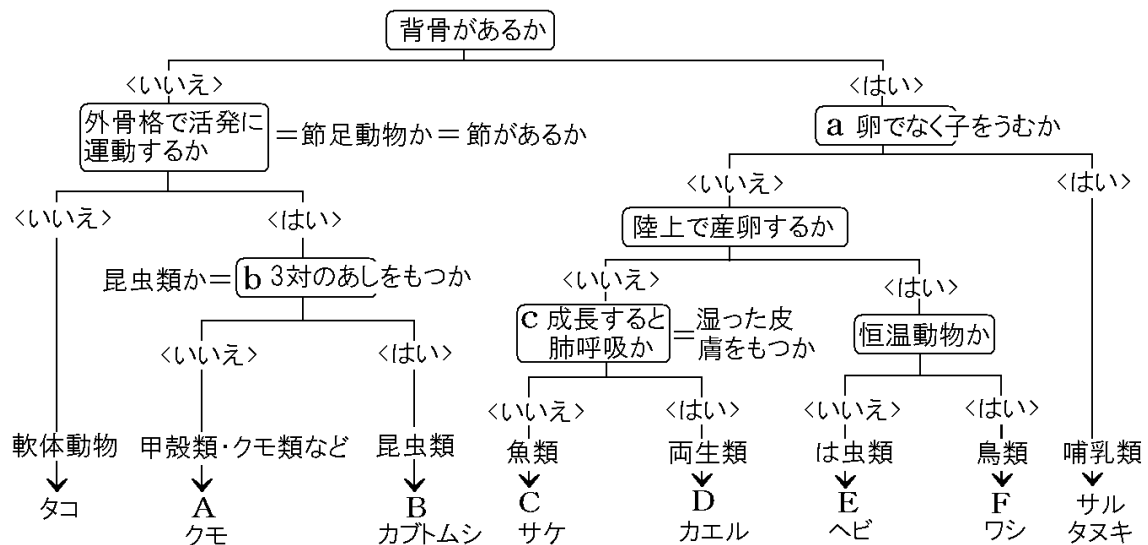 背骨があるか
<いいえ>
<はい>
外骨格で活発に
運動するか
＝節足動物か＝節があるか
a 卵でなく子をうむか
<いいえ>
<はい>
<いいえ>
<はい>
陸上で産卵するか
昆虫類か＝
b 3対のあしをもつか
<いいえ>
<はい>
c 成長すると
肺呼吸か
＝湿った皮
膚をもつか
恒温動物か
<いいえ>
<はい>
<いいえ>
<はい>
<いいえ>
<はい>
軟体動物
甲殻類・クモ類など
昆虫類
魚類
両生類
は虫類
鳥類
哺乳類
タコ
A
クモ
B
カブトムシ
C
サケ
D
カエル
E
ヘビ
F
ワシ
サル
タヌキ